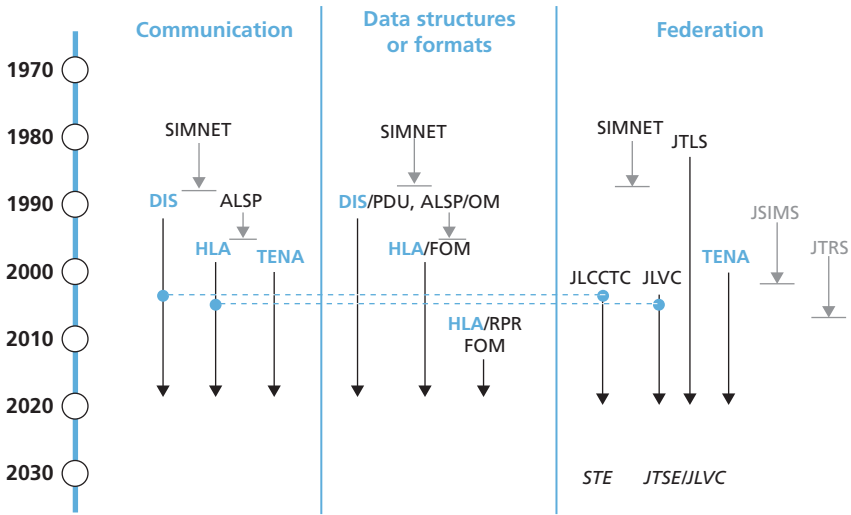 Communication
Data structures
or formats
Federation
1970
1980
1990
2000
2010
2020
2030
SIMNET
DIS
ALSP
HLA
TENA
SIMNET
DIS/PDU, ALSP/OM
HLA/FOM
HLA/RPR
FOM
SIMNET
JTLS
JSIMS
JTRS
TENA
JLCCTC
JLVC
STE
JTSE/JLVC